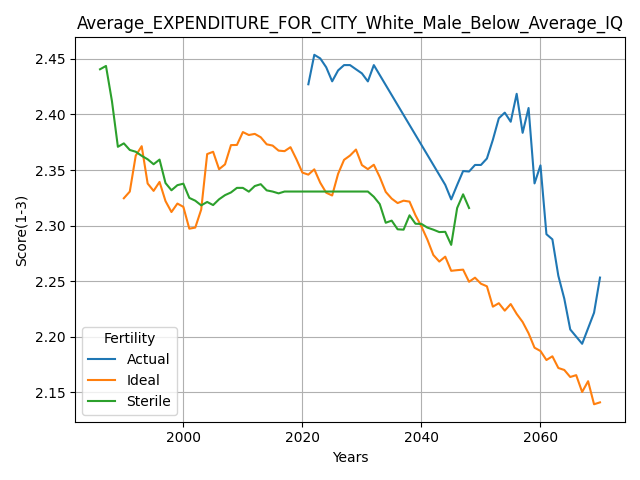 Average_EXPENDITURE_FOR_CITY_White_Male_Below_Average_IQ
Score(1-3)
2.45
2.40
2.35
2.30
2.25
2.20
2.15
Fertility
Actual
Ideal
Sterile
2000
2020
2040
2060
Years